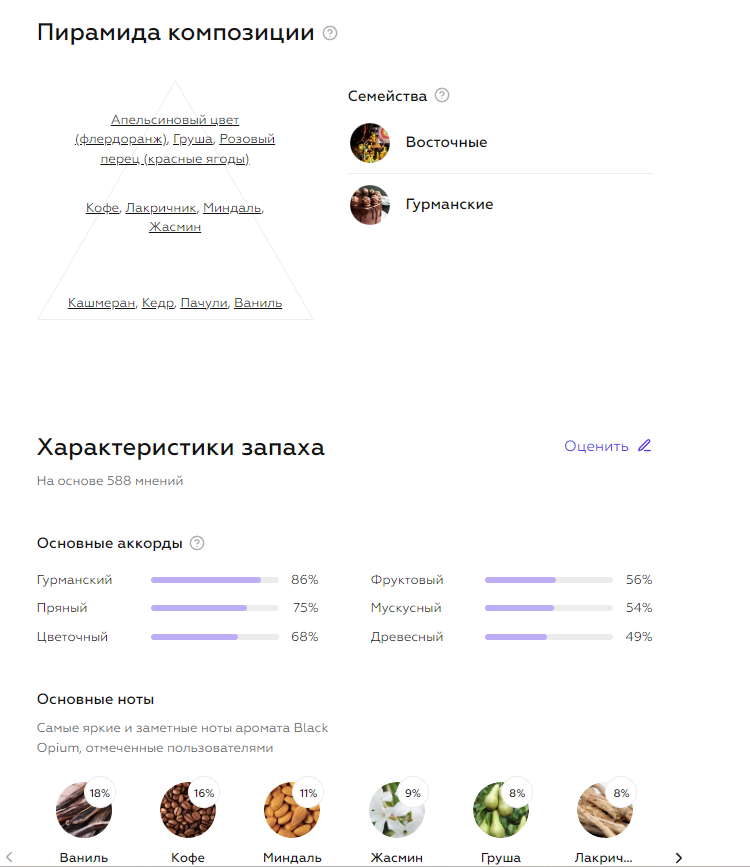 Пирамида композиции ?
Апельсиновый цвет
(флердоранж), Груша, Розовый
перец (красные ягоды)
Кофе, Лакричник, Миндаль,
Жасмин
Кашмеран, Кедр, Пачули, Ваниль
Семейства ?
Восточные
Гурманские
Характеристики запаха
Оценить
На основе 588 мнений
Основные аккорды ?
Гурманский 86%
Пряный 75%
Цветочный 68%
Фруктовый 56%
Мускусный 54%
Древесный 49%
Основные ноты
Самые яркие и заметные ноты аромата Black
Opium, отмеченные пользователями
18% 16% 11% 9% 8% 8%
Ваниль Кофе Миндаль Жасмин Груша Лакрич...